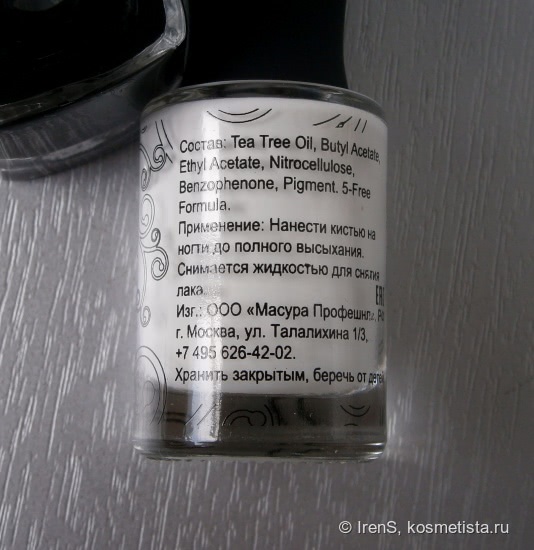 Состав: Tea Tree Oil, Butyl Acetate,
Ethyl Acetate, Nitrocellulose,
Benzophenone, Pigment. 5-Free
Formula.
Применение: Нанести кистью на
ногти до полного высыхания.
Снимается жидкостью для снятия
лака.
Изг.: ООО «Масура
г. Москва, ул. Талалихина 1/3,
+7 495 626-42-02.
Хранить закрытым, беречь от детей
© IrenS, kosmetista.ru